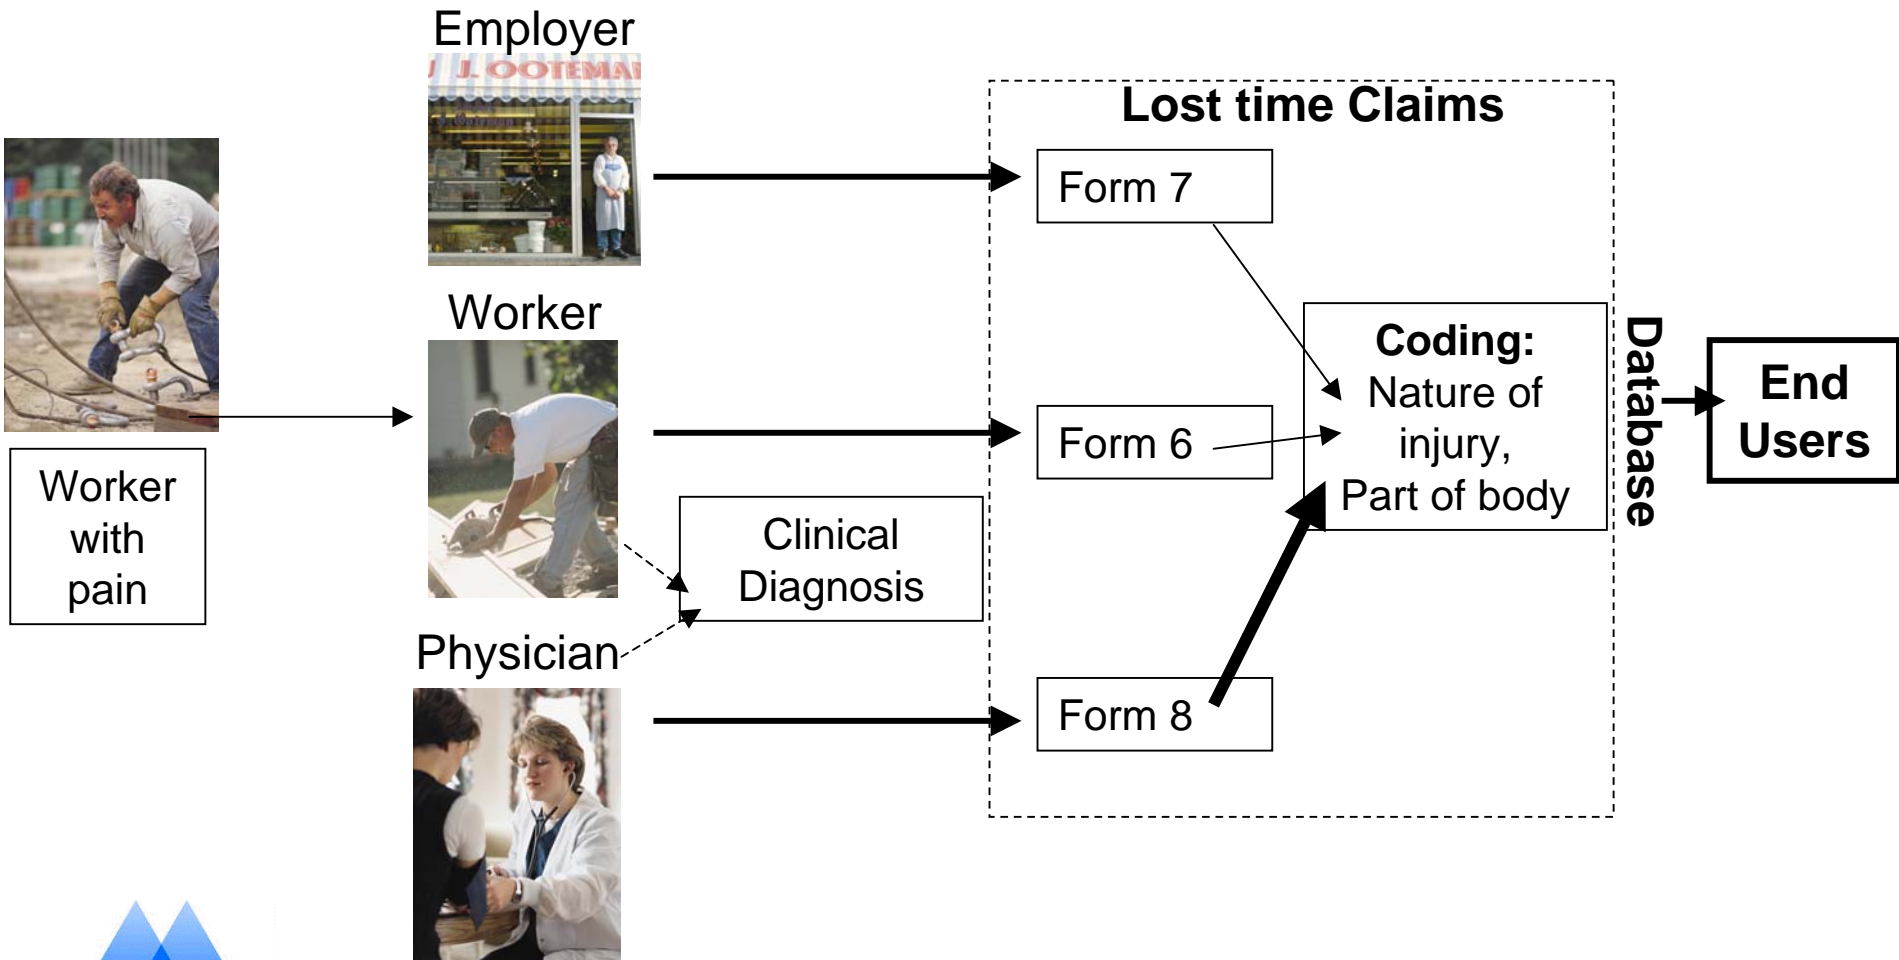 Employer
J. OOTEMA
Lost time Claims
Form 7
Worker
Coding:
Nature of
injury,
Part of body
Database
End
Users
Form 6
Worker
with
pain
Clinical
Diagnosis
Physician
Form 8